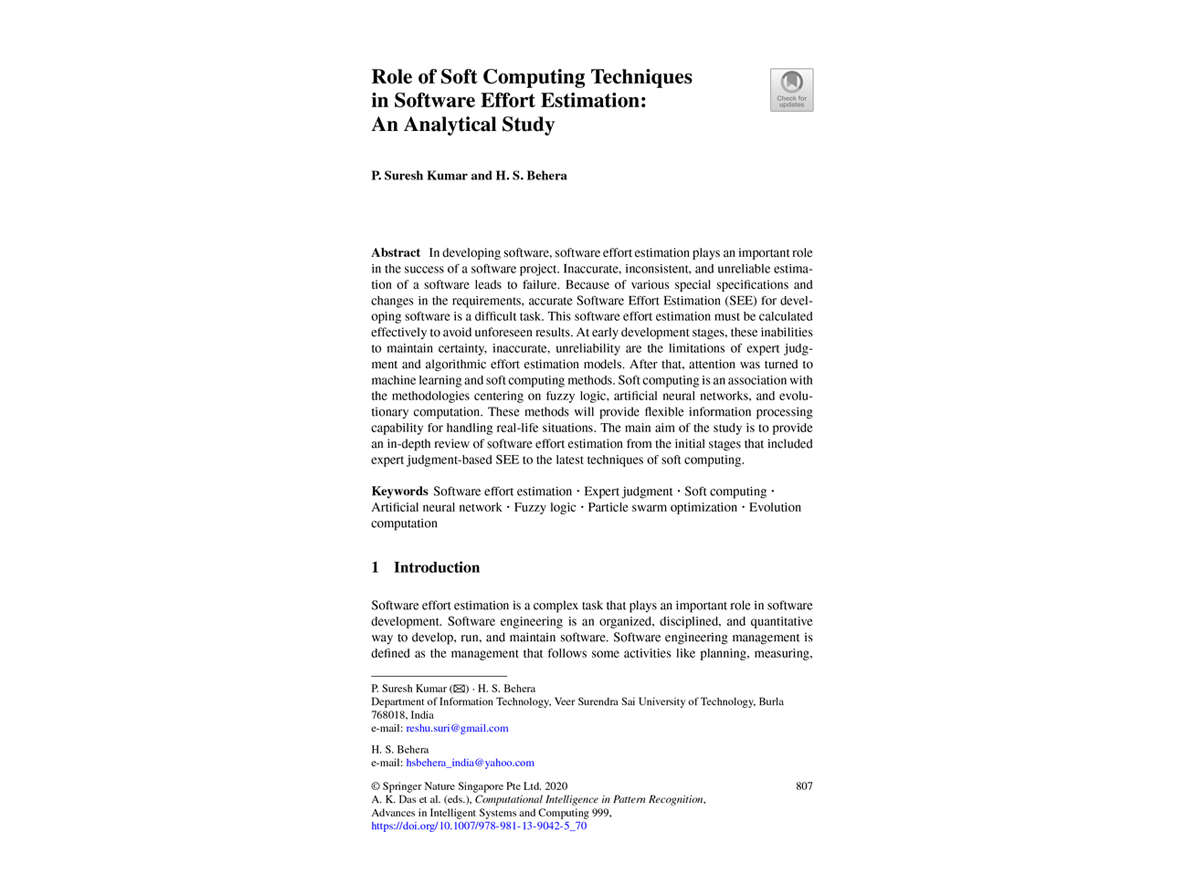 Role of Soft Computing Techniques
in Software Effort Estimation:
An Analytical Study
Check for
updates
P. Suresh Kumar and H. S. Behera
Abstract In developing software, software effort estimation plays an important role
in the success of a software project. Inaccurate, inconsistent, and unreliable estima-
tion of a software leads to failure. Because of various special specifications and
changes in the requirements, accurate Software Effort Estimation (SEE) for devel-
oping software is a difficult task. This software effort estimation must be calculated
effectively to avoid unforeseen results. At early development stages, these inabilities
to maintain certainty, inaccurate, unreliability are the limitations of expert judg-
ment and algorithmic effort estimation models. After that, attention was turned to
machine learning and soft computing methods. Soft computing is an association with
the methodologies centering on fuzzy logic, artificial neural networks, and evolu-
tionary computation. These methods will provide flexible information processing
capability for handling real-life situations. The main aim of the study is to provide
an in-depth review of software effort estimation from the initial stages that included
expert judgment-based SEE to the latest techniques of soft computing.
Keywords Software effort estimation · Expert judgment · Soft computing ·
Artificial neural network · Fuzzy logic · Particle swarm optimization · Evolution
computation
1 Introduction
Software effort estimation is a complex task that plays an important role in software
development. Software engineering is an organized, disciplined, and quantitative
way to develop, run, and maintain software. Software engineering management is
defined as the management that follows some activities like planning, measuring,
P. Suresh Kumar (✉) · H. S. Behera
Department of Information Technology, Veer Surendra Sai University of Technology, Burla
768018, India
e-mail: reshu.suri@gmail.com
H. S. Behera
e-mail: hsbehera_india@yahoo.com
© Springer Nature Singapore Pte Ltd. 2020 807
A. K. Das et al. (eds.), Computational Intelligence in Pattern Recognition,
Advances in Intelligent Systems and Computing 999,
https://doi.org/10.1007/978-981-13-9042-5_70